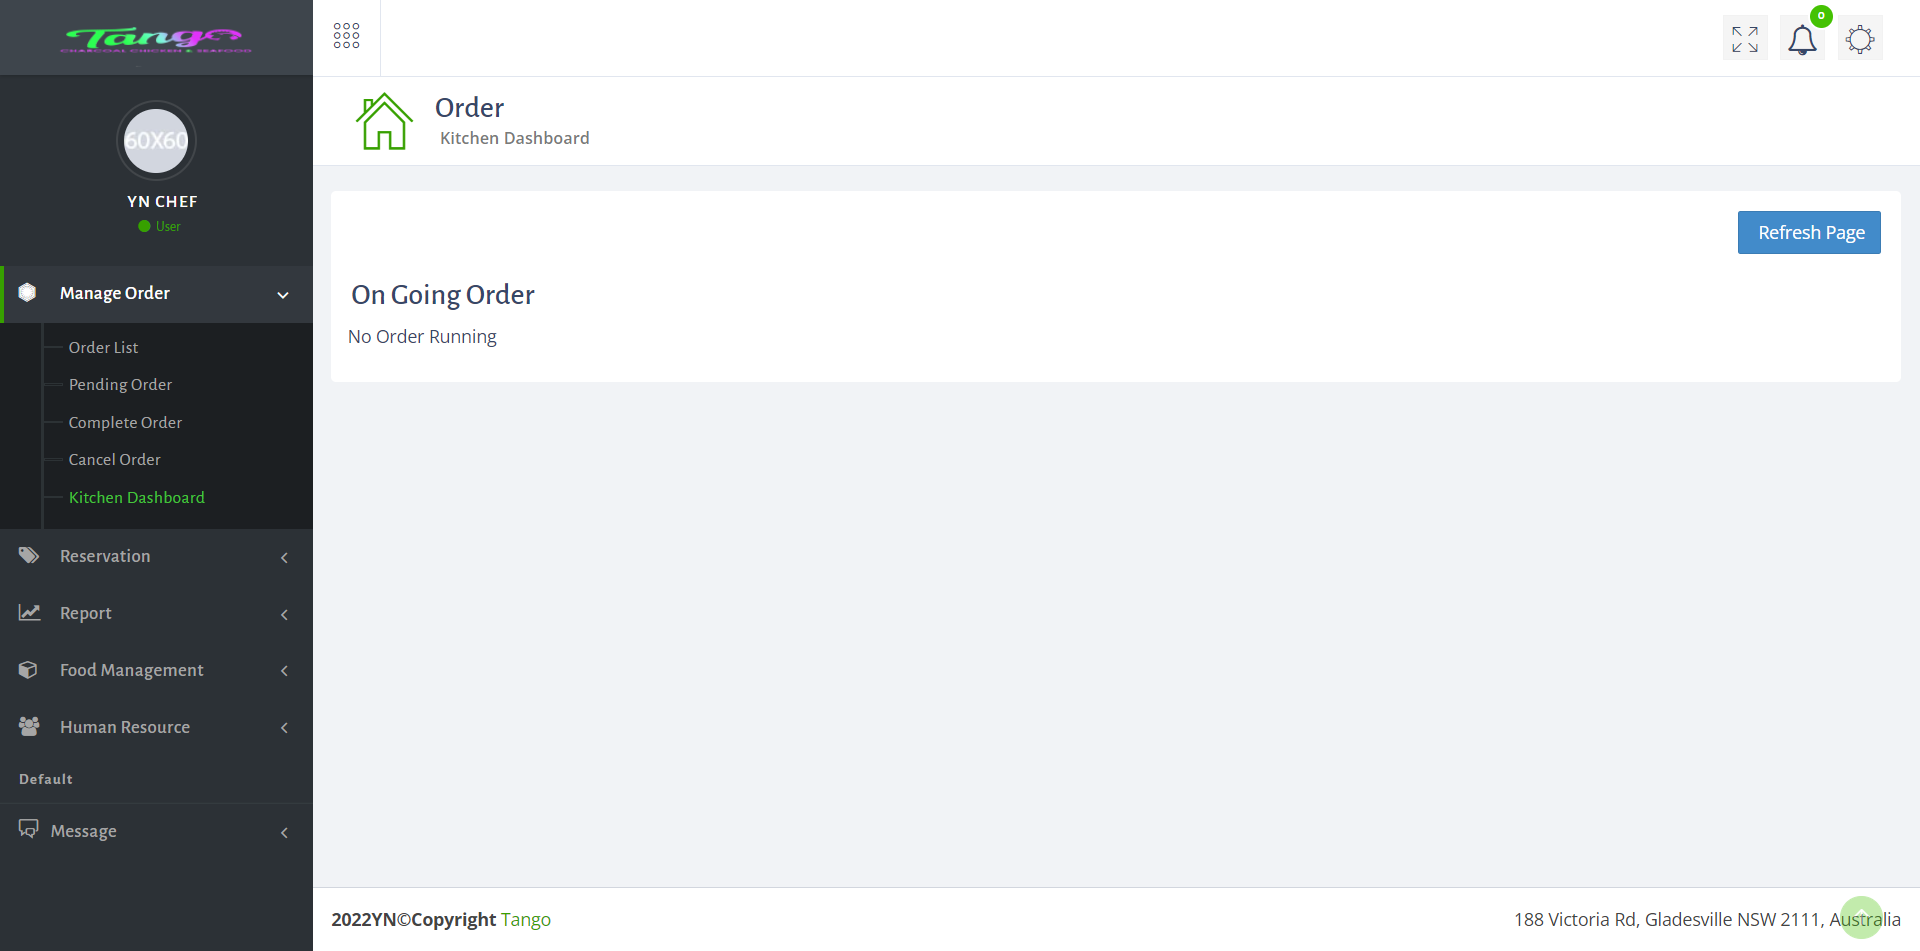 Tango
CHARCOAL CHICKEN & SEAFOOD
0
60X60
YN CHEF
User
Manage Order
Order List
Pending Order
Complete Order
Cancel Order
Kitchen Dashboard
Reservation
Report
Food Management
Human Resource
Default
Message
Order
Kitchen Dashboard
Refresh Page
On Going Order
No Order Running
2022YN©Copyright Tango
188 Victoria Rd, Gladesville NSW 2111, Australia